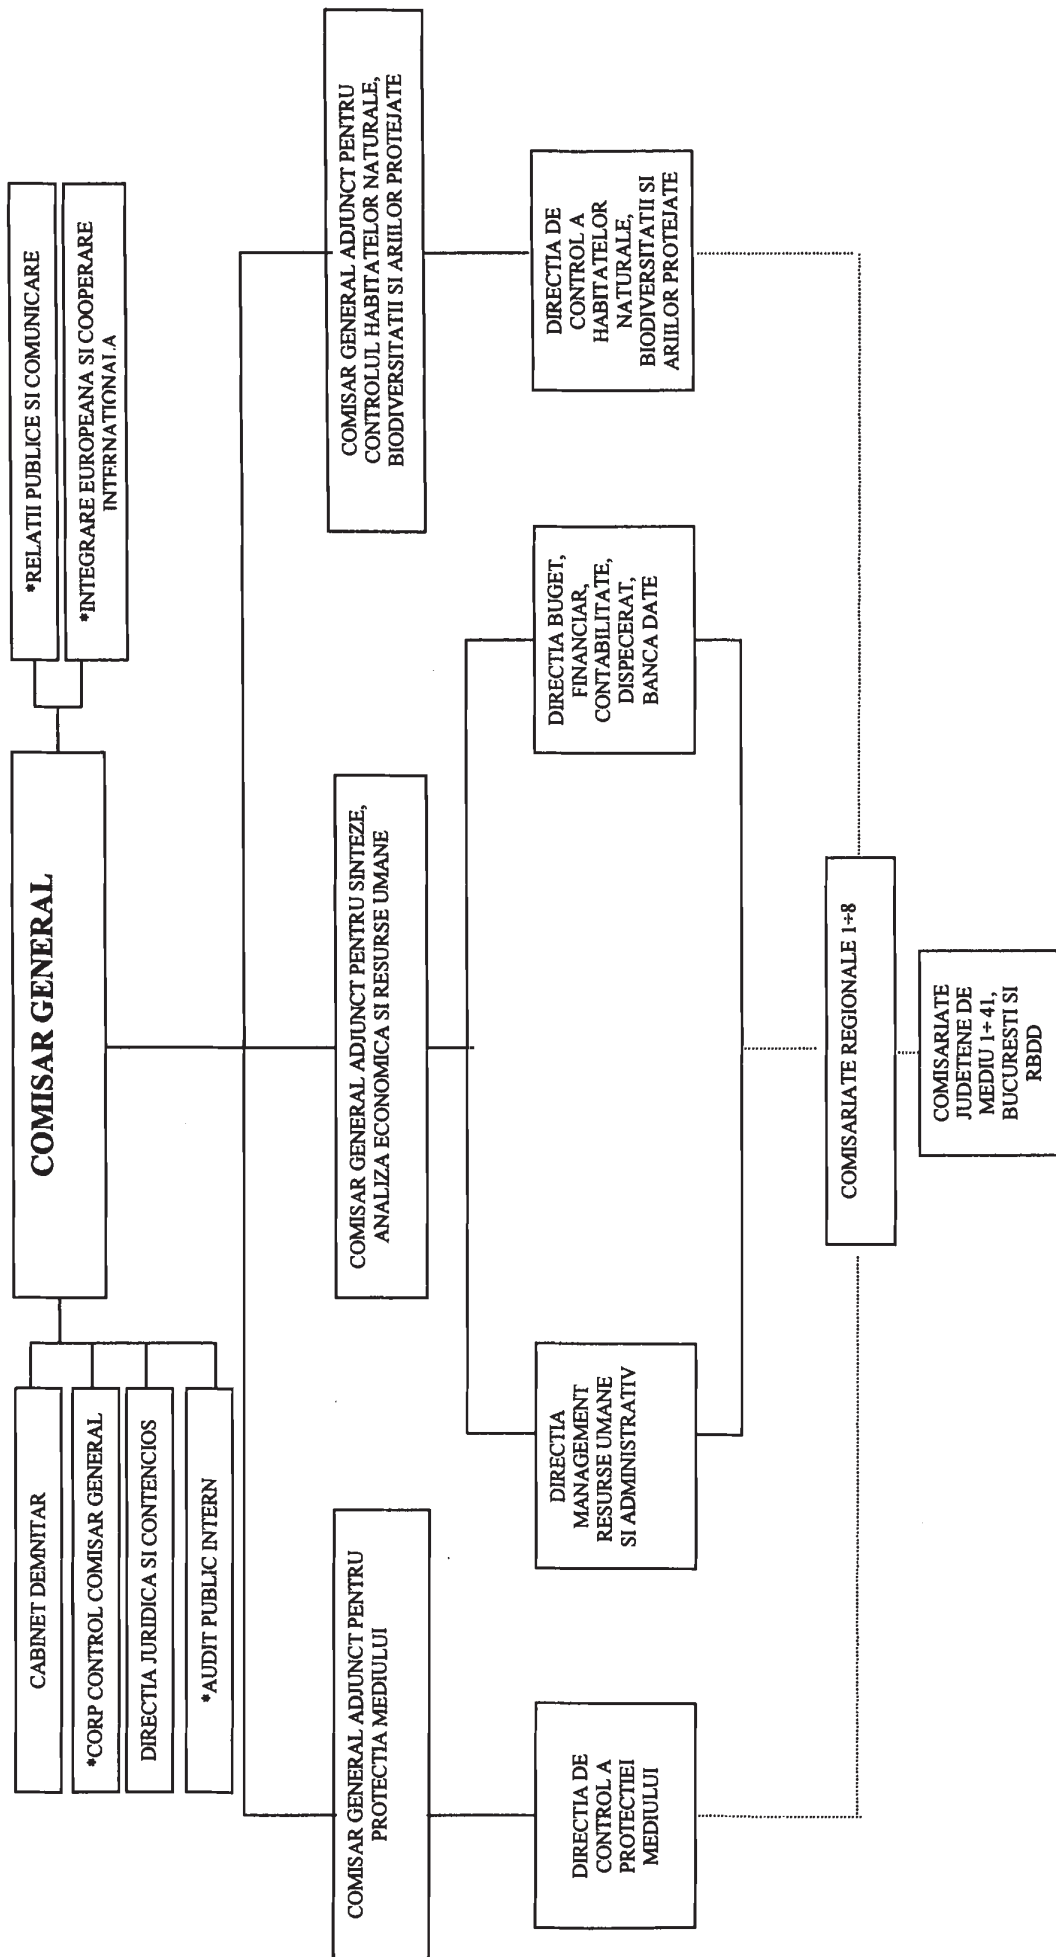 CABINET DEMNITAR
*CORP CONTROL COMISAR GENERAL
DIRECTIA JURIDICA SI CONTENCIOS
*AUDIT PUBLIC INTERN
COMISAR GENERAL
*RELATII PUBLICE SI COMUNICARE
*INTEGRARE EUROPEANA SI COOPERARE
INTERNATIONALA
COMISAR GENERAL ADJUNCT PENTRU
PROTECTIA MEDIULUI
COMISAR GENERAL ADJUNCT PENTRU SINTEZE,
ANALIZA ECONOMICA SI RESURSE UMANE
COMISAR GENERAL ADJUNCT PENTRU
CONTROLUL HABITATELOR NATURALE,
BIODIVERSITATII SI ARIILOR PROTEJATE
DIRECTIA DE
CONTROL A
PROTECTIEI
MEDIULUI
DIRECTIA
MANAGEMENT
RESURSE UMANE
SI ADMINISTRATIV
DIRECTIA BUGET,
FINANCIAR,
CONTABILITATE,
DISPECERAT,
BANCA DATE
DIRECTIA DE
CONTROL A
HABITATELOR
NATURALE,
BIODIVERSITATII SI
ARIILOR PROTEJATE
COMISARIATE REGIONALE 1÷8
COMISARIATE
JUDETENE DE
MEDIU 1÷ 41,
BUCURESTI SI
RBDD